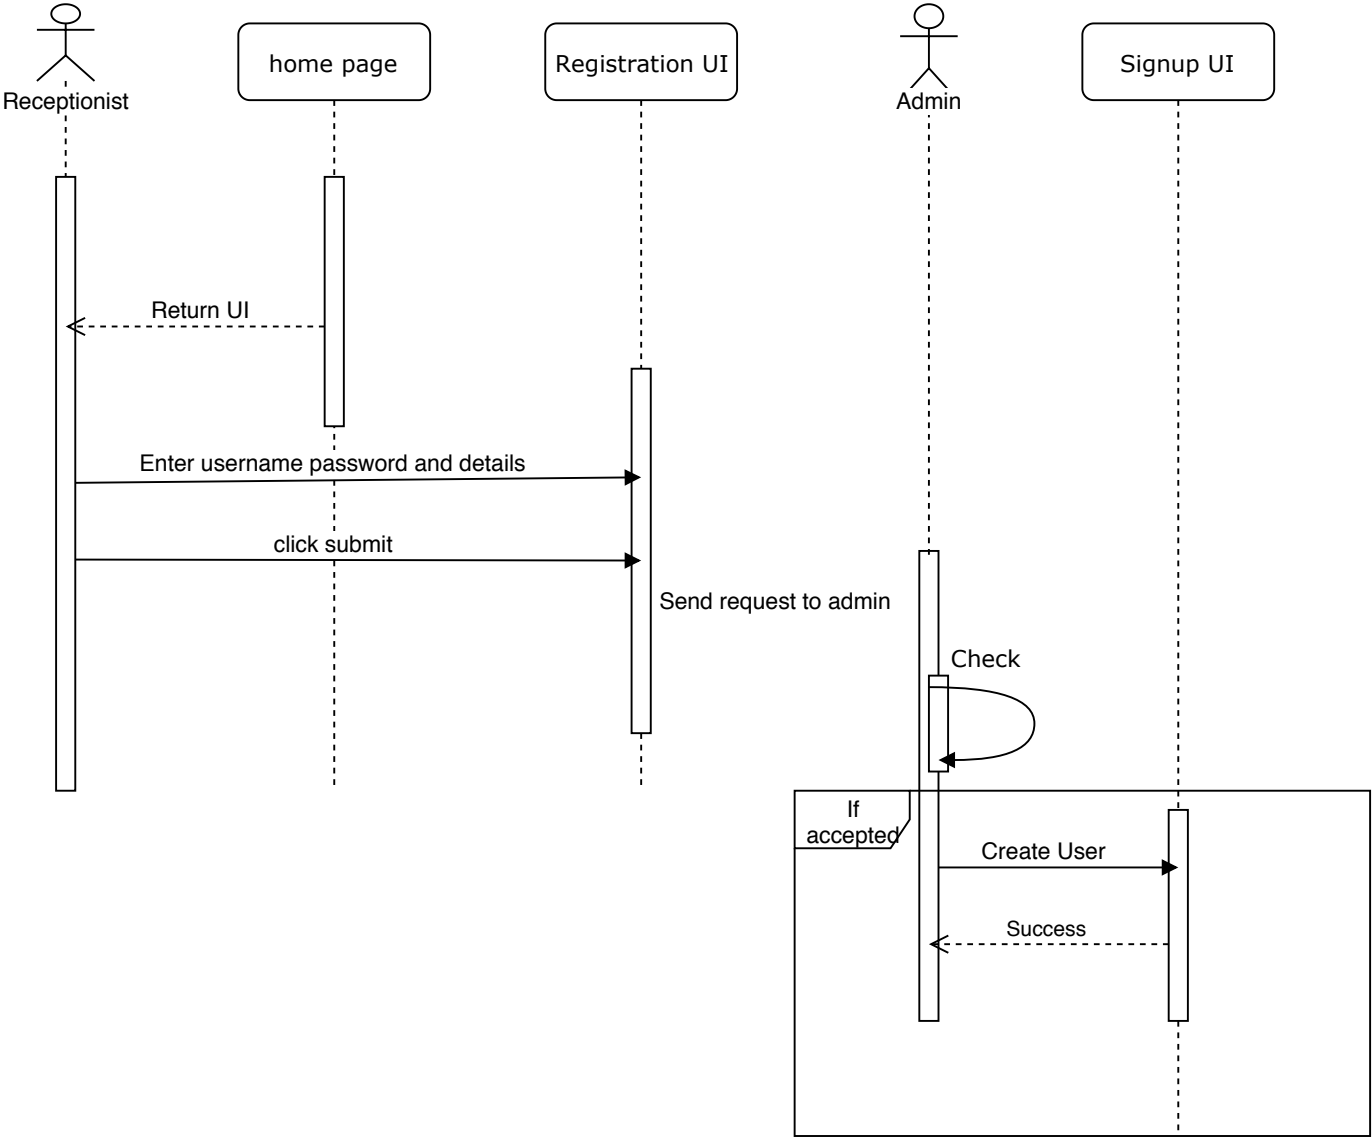 Receptionist
home page
Registration UI
Admin
Signup UI
Return UI
Enter username password and details
click submit
Send request to admin
Check
If
accepted
Create User
Success